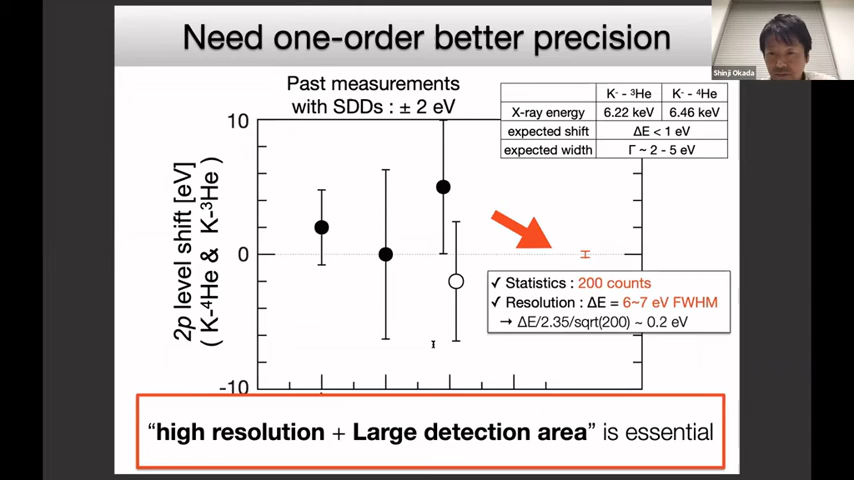 Need one-order better precision
Shinji Okada
Past measurements
with SDDs : ± 2 eV
K⁻ - ³He K⁻ - ⁴He
X-ray energy 6.22 keV 6.46 keV
expected shift ΔE < 1 eV
expected width Γ ~ 2 - 5 eV
10
0
-10
2p level shift [eV]
( K-⁴He & K-³He )
✓ Statistics : 200 counts
✓ Resolution : ΔE = 6~7 eV FWHM
→ ΔE/2.35/sqrt(200) ~ 0.2 eV
“high resolution + Large detection area” is essential